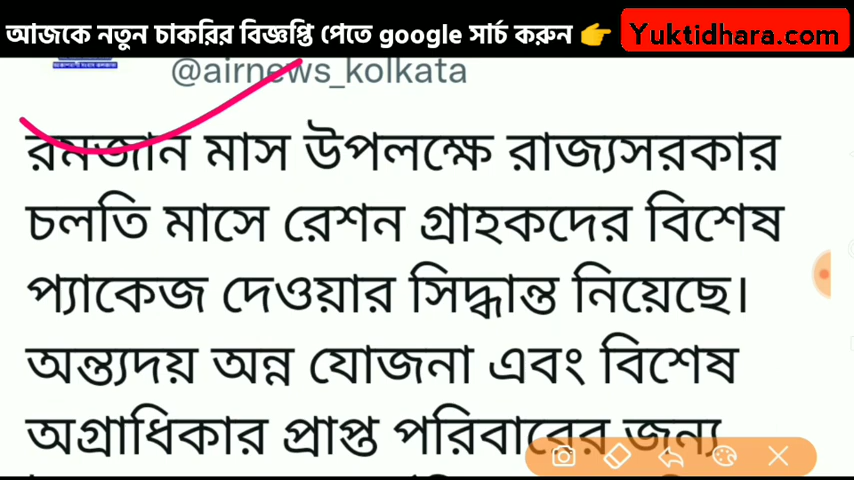 আজকে নতুন চাকরির বিজ্ঞপ্তি পেতে google সার্চ করুন 👉 Yuktidhara.com
@airnews_kolkata
রমজান মাস উপলক্ষে রাজ্যসরকার
চলতি মাসে রেশন গ্রাহকদের বিশেষ
প্যাকেজ দেওয়ার সিদ্ধান্ত নিয়েছে।
অন্ত্যদয় অন্ন যোজনা এবং বিশেষ
অগ্রাধিকার প্রাপ্ত পরিবারের জন্য